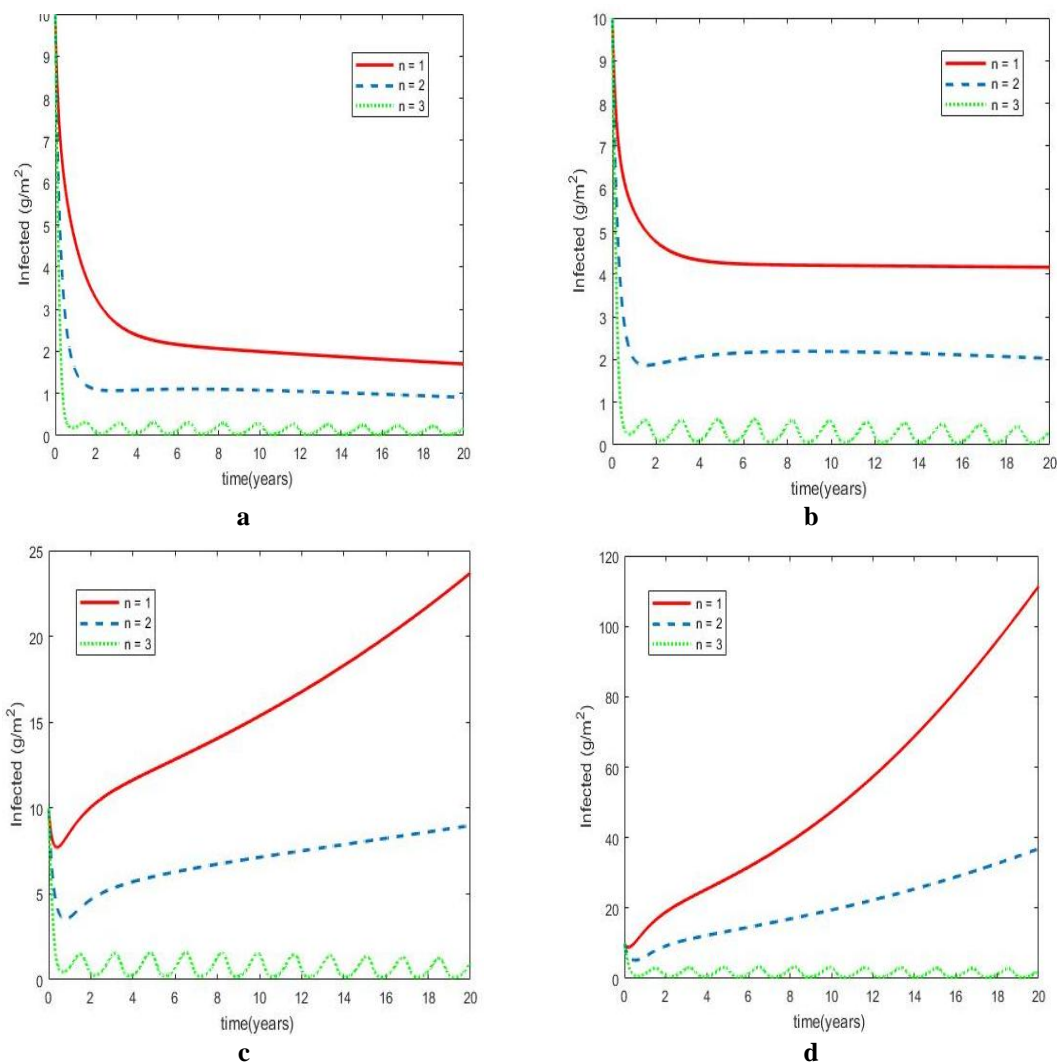 10
9
8
7
6
5
4
3
2
1
0
Infected (g/m²)
n = 1
n = 2
n = 3
0 2 4 6 8 10 12 14 16 18 20
time(years)
a
10
9
8
7
6
5
4
3
2
1
0
Infected (g/m²)
n = 1
n = 2
n = 3
0 2 4 6 8 10 12 14 16 18 20
time(years)
b
25
20
15
10
5
0
Infected (g/m²)
n = 1
n = 2
n = 3
0 2 4 6 8 10 12 14 16 18 20
time(years)
c
120
100
80
60
40
20
0
Infected (g/m²)
n = 1
n = 2
n = 3
0 2 4 6 8 10 12 14 16 18 20
time(years)
d